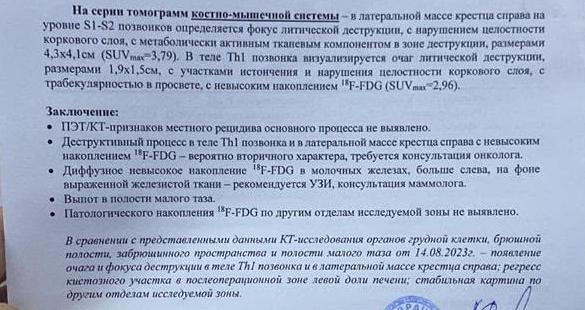 На серии томограмм костно-мышечной системы – в латеральной массе крестца справа на
уровне S1-S2 позвонков определяется фокус литической деструкции, с нарушением целостности
коркового слоя, с метаболически активным тканевым компонентом в зоне деструкции, размерами
4,3х4,1см (SUVmax=3,79). В теле Th1 позвонка визуализируется очаг литической деструкции,
размерами 1,9х1,5см, с участками истончения и нарушения целостности коркового слоя, с
трабекулярностью в просвете, с невысоким накоплением 18F-FDG (SUVmax=2,96).
Заключение:
• ПЭТ/КТ-признаков местного рецидива основного процесса не выявлено.
• Деструктивный процесс в теле Th1 позвонка и в латеральной массе крестца справа с невысоким
накоплением 18F-FDG – вероятно вторичного характера, требуется консультация онколога.
• Диффузное невысокое накопление 18F-FDG в молочных железах, больше слева, на фоне
выраженной железистой ткани – рекомендуется УЗИ, консультация маммолога.
• Выпот в полости малого таза.
• Патологического накопления 18F-FDG по другим отделам исследуемой зоны не выявлено.
В сравнении с представленными данными КТ-исследования органов грудной клетки, брюшной
полости, забрюшинного пространства и полости малого таза от 14.08.2023г. – появление
очага и фокуса деструкции в теле Th1 позвонка и в латеральной массе крестца справа; регресс
кистозного участка в послеоперационной зоне левой доли печени; стабильная картина по
другим отделам исследуемой зоны.